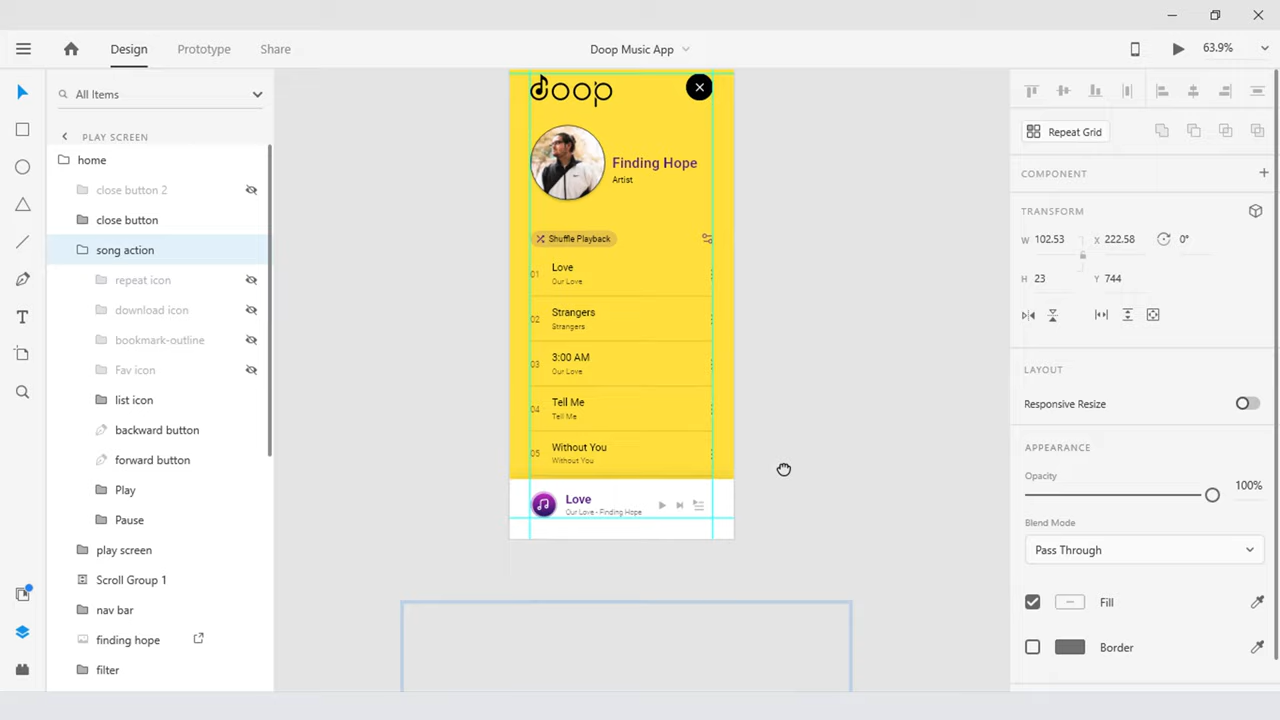 Design
Prototype
Share
Doop Music App
63.9%
All Items
PLAY SCREEN
home
close button 2
close button
song action
repeat icon
download icon
bookmark-outline
Fav icon
list icon
backward button
forward button
Play
Pause
play screen
Scroll Group 1
nav bar
finding hope
filter
doop
Finding Hope
Artist
Shuffle Playback
01
Love
Our Love
02
Strangers
Strangers
03
3:00 AM
Our Love
04
Tell Me
Tell Me
05
Without You
Without You
Love
Our Love - Finding Hope
Repeat Grid
COMPONENT
TRANSFORM
W 102.53
X 222.58
0°
H 23
Y 744
LAYOUT
Responsive Resize
APPEARANCE
Opacity
100%
Blend Mode
Pass Through
Fill
Border